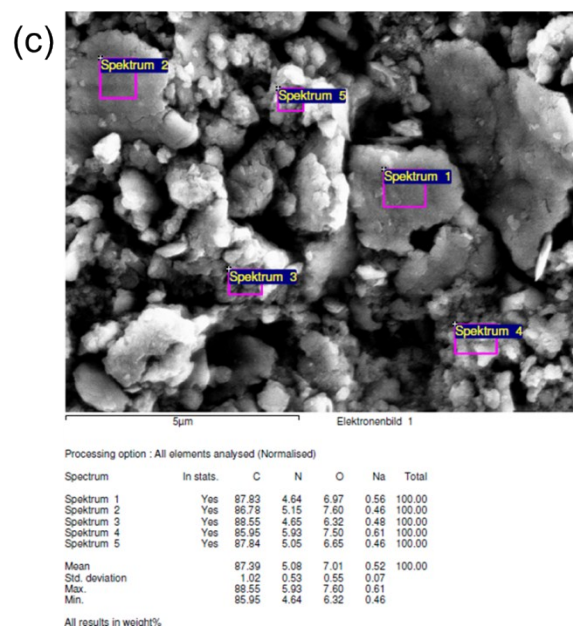 (c)
Spektrum 2
Spektrum 5
Spektrum 1
Spektrum 3
Spektrum 4
5µm Elektronenbild 1
Processing option : All elements analysed (Normalised)
Spectrum In stats. C N O Na Total
Spektrum 1 Yes 87.83 4.64 6.97 0.56 100.00
Spektrum 2 Yes 86.78 5.15 7.60 0.46 100.00
Spektrum 3 Yes 88.55 4.65 6.32 0.48 100.00
Spektrum 4 Yes 85.95 5.93 7.50 0.61 100.00
Spektrum 5 Yes 87.84 5.05 6.65 0.46 100.00
Mean 87.39 5.08 7.01 0.52 100.00
Std. deviation 1.02 0.53 0.55 0.07
Max. 88.55 5.93 7.60 0.61
Min. 85.95 4.64 6.32 0.46
All results in weight%